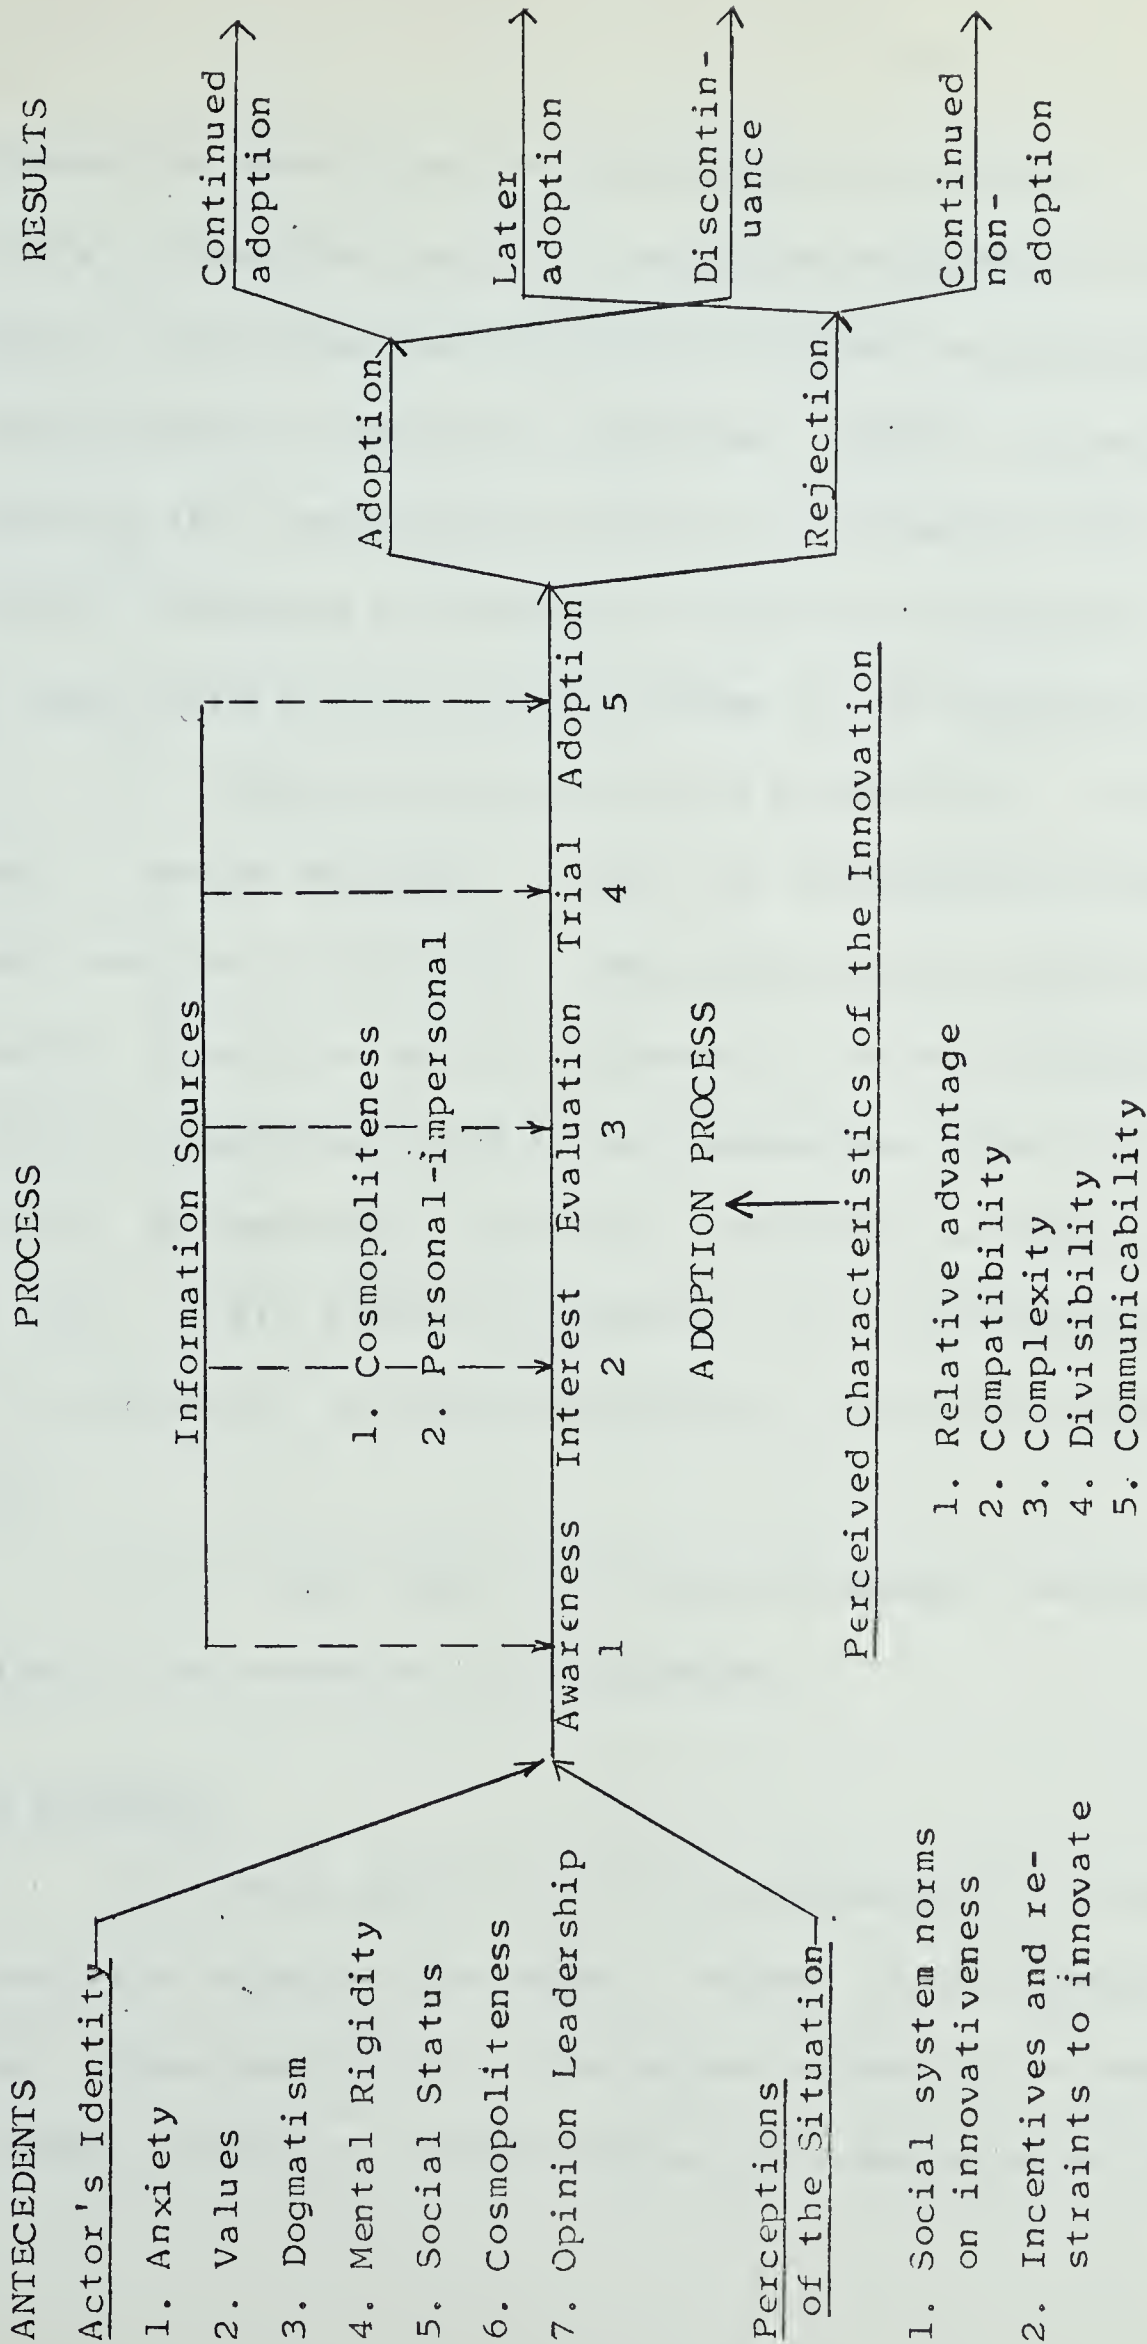 ANTECEDENTS
Actor's Identity
1. Anxiety
2. Values
3. Dogmatism
4. Mental Rigidity
5. Social Status
6. Cosmopoliteness
7. Opinion Leadership
Perceptions
of the Situation
1. Social system norms
on innovativeness
2. Incentives and re-
straints to innovate
PROCESS
Information Sources
1. Cosmopoliteness
2. Personal-impersonal
Awareness Interest Evaluation Trial Adoption
1 2 3 4 5
ADOPTION PROCESS
Perceived Characteristics of the Innovation
1. Relative advantage
2. Compatibility
3. Complexity
4. Divisibility
5. Communicability
RESULTS
Adoption
Rejection
Continued
adoption
Later
adoption
Discontin-
uance
Continued
non-
adoption